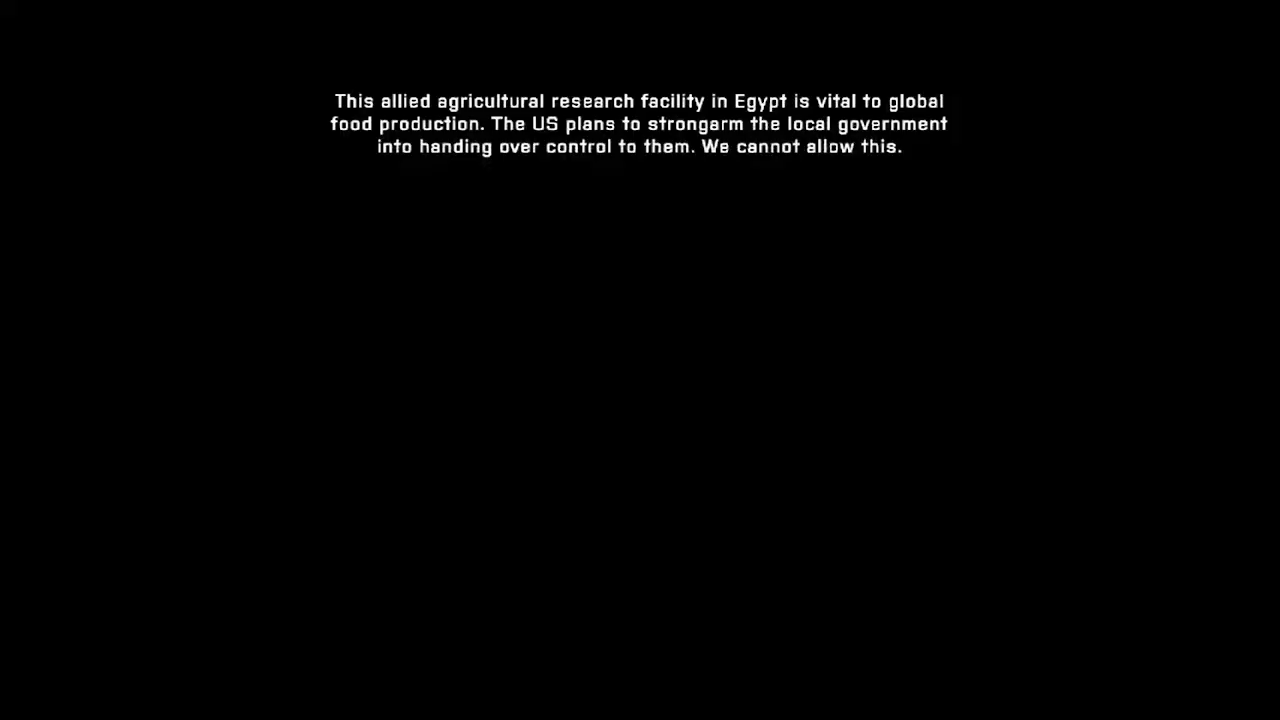 This allied agricultural research facility in Egypt is vital to global
food production. The US plans to strongarm the local government
into handing over control to them. We cannot allow this.